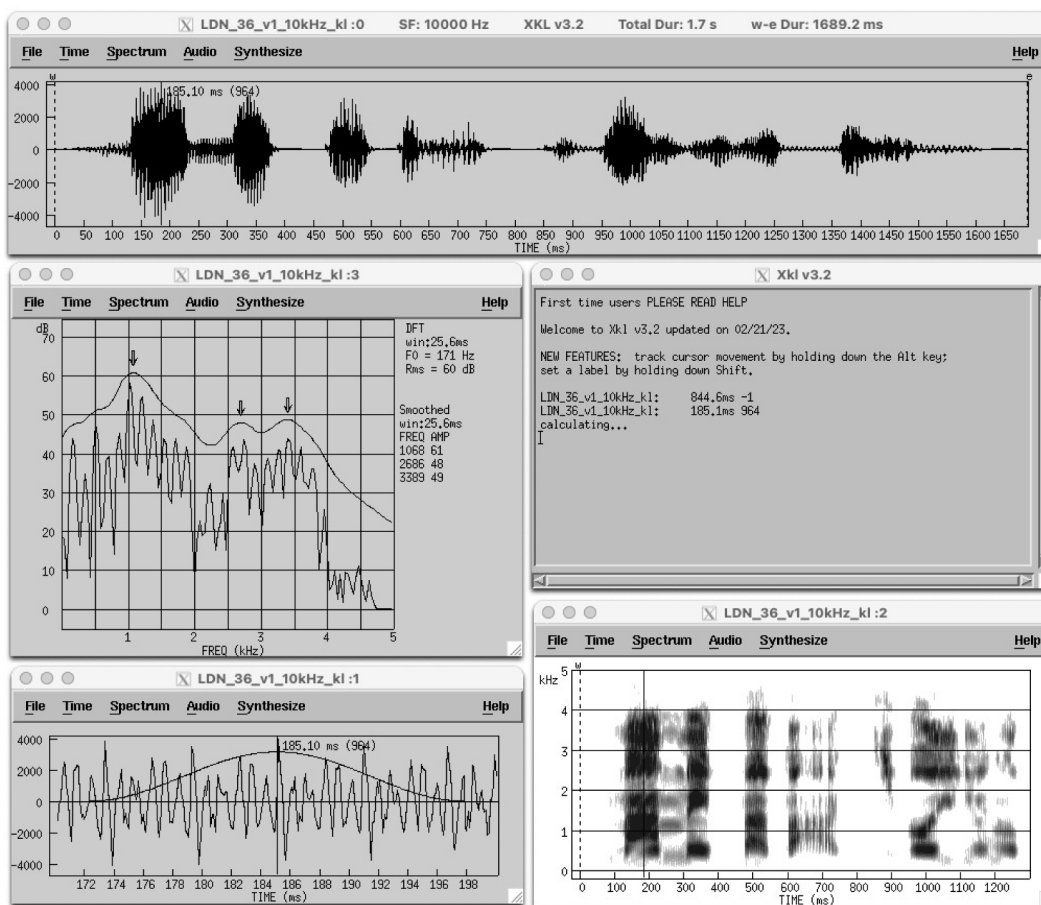 LDN_36_v1_10kHz_kl :0 SF: 10000 Hz XKL v3.2 Total Dur: 1.7 s w-e Dur: 1689.2 ms
File Time Spectrum Audio Synthesize Help
w e
4000 185.10 ms (964)
2000
0
-2000
-4000
0 50 100 150 200 250 300 350 400 450 500 550 600 650 700 750 800 850 900 950 1000 1050 1100 1150 1200 1250 1300 1350 1400 1450 1500 1550 1600 1650
TIME (ms)
LDN_36_v1_10kHz_kl :3
File Time Spectrum Audio Synthesize Help
dB
70
60
50
40
30
20
10
0
1 2 3 4 5
FREQ (kHz)
DFT
win:25.6ms
F0 = 171 Hz
Rms = 60 dB
Smoothed
win:25.6ms
FREQ AMP
1068 61
2686 48
3389 49
Xkl v3.2
First time users PLEASE READ HELP
Welcome to Xkl v3.2 updated on 02/21/23.
NEW FEATURES: track cursor movement by holding down the Alt key;
set a label by holding down Shift.
LDN_36_v1_10kHz_kl: 844.6ms -1
LDN_36_v1_10kHz_kl: 185.1ms 964
calculating...
LDN_36_v1_10kHz_kl :1
File Time Spectrum Audio Synthesize Help
4000 185.10 ms (964)
2000
0
-2000
-4000
172 174 176 178 180 182 184 186 188 190 192 194 196 198
TIME (ms)
LDN_36_v1_10kHz_kl :2
File Time Spectrum Audio Synthesize Help
w
5
kHz
4
3
2
1
0
0 100 200 300 400 500 600 700 800 900 1000 1100 1200
TIME (ms)